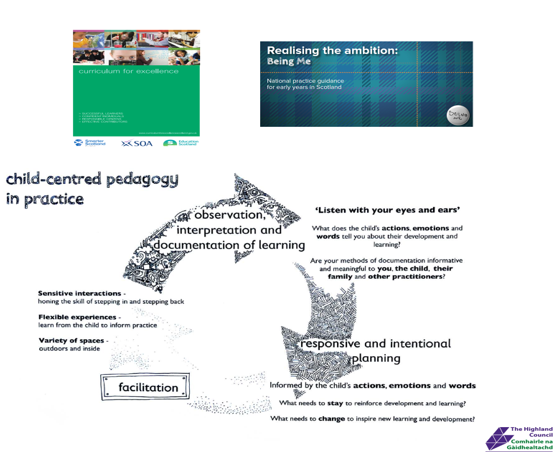 curriculum for excellence
Smarter
Scotland
SQA
Education
Scotland
Realising the ambition:
Being Me
National practice guidance
for early years in Scotland
child-centred pedagogy
in practice
observation,
interpretation and
documentation of learning
'Listen with your eyes and ears'
What does the child's actions, emotions and
words tell you about their development and
learning?
Are your methods of documentation informative
and meaningful to you, the child, their
family and other practitioners?
Sensitive interactions -
honing the skill of stepping in and stepping back
Flexible experiences -
learn from the child to inform practice
Variety of spaces -
outdoors and inside
responsive and intentional
planning
facilitation
Informed by the child's actions, emotions and words
What needs to stay to reinforce development and learning?
What needs to change to inspire new learning and development?
The Highland
Council
Comhairle na
Gàidhealtachd